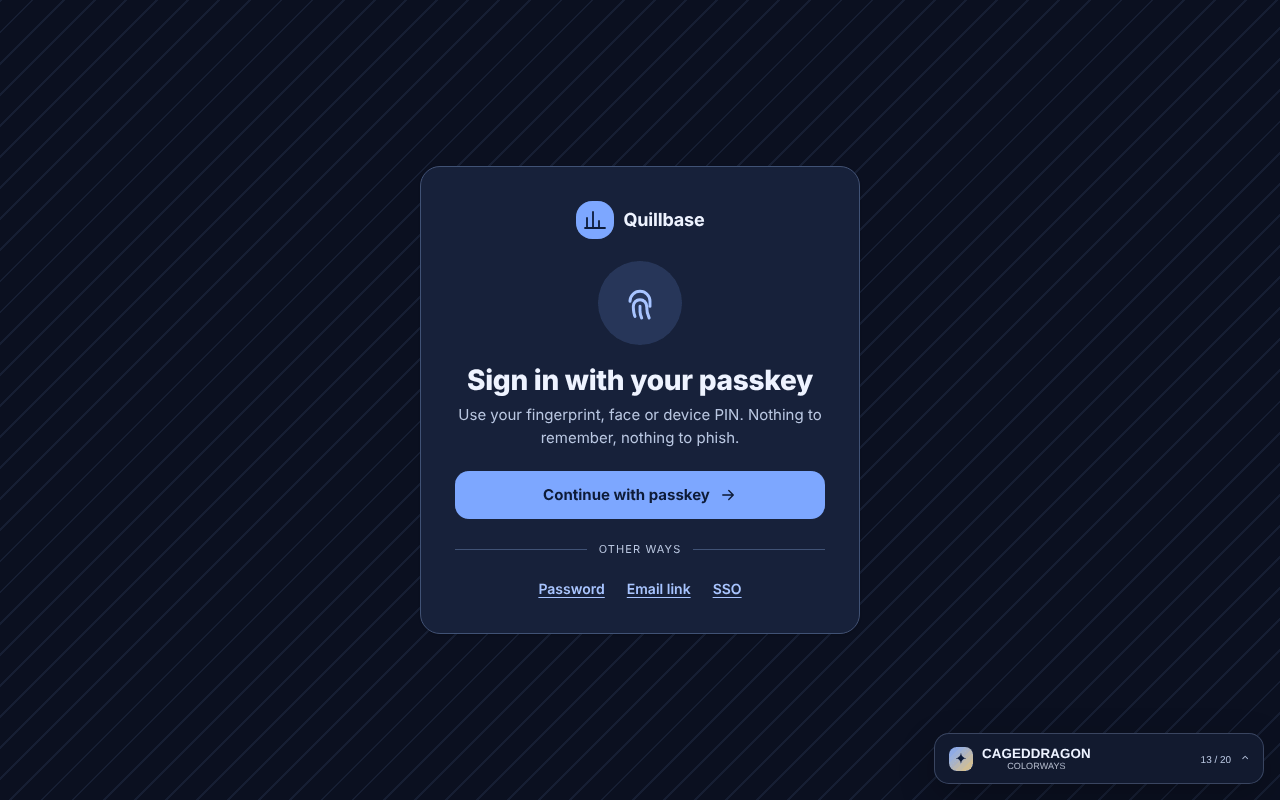 Quillbase
Sign in with your passkey
Use your fingerprint, face or device PIN. Nothing to
remember, nothing to phish.
Continue with passkey
OTHER WAYS
Password Email link SSO
CAGEDDRAGON
COLORWAYS
13 / 20